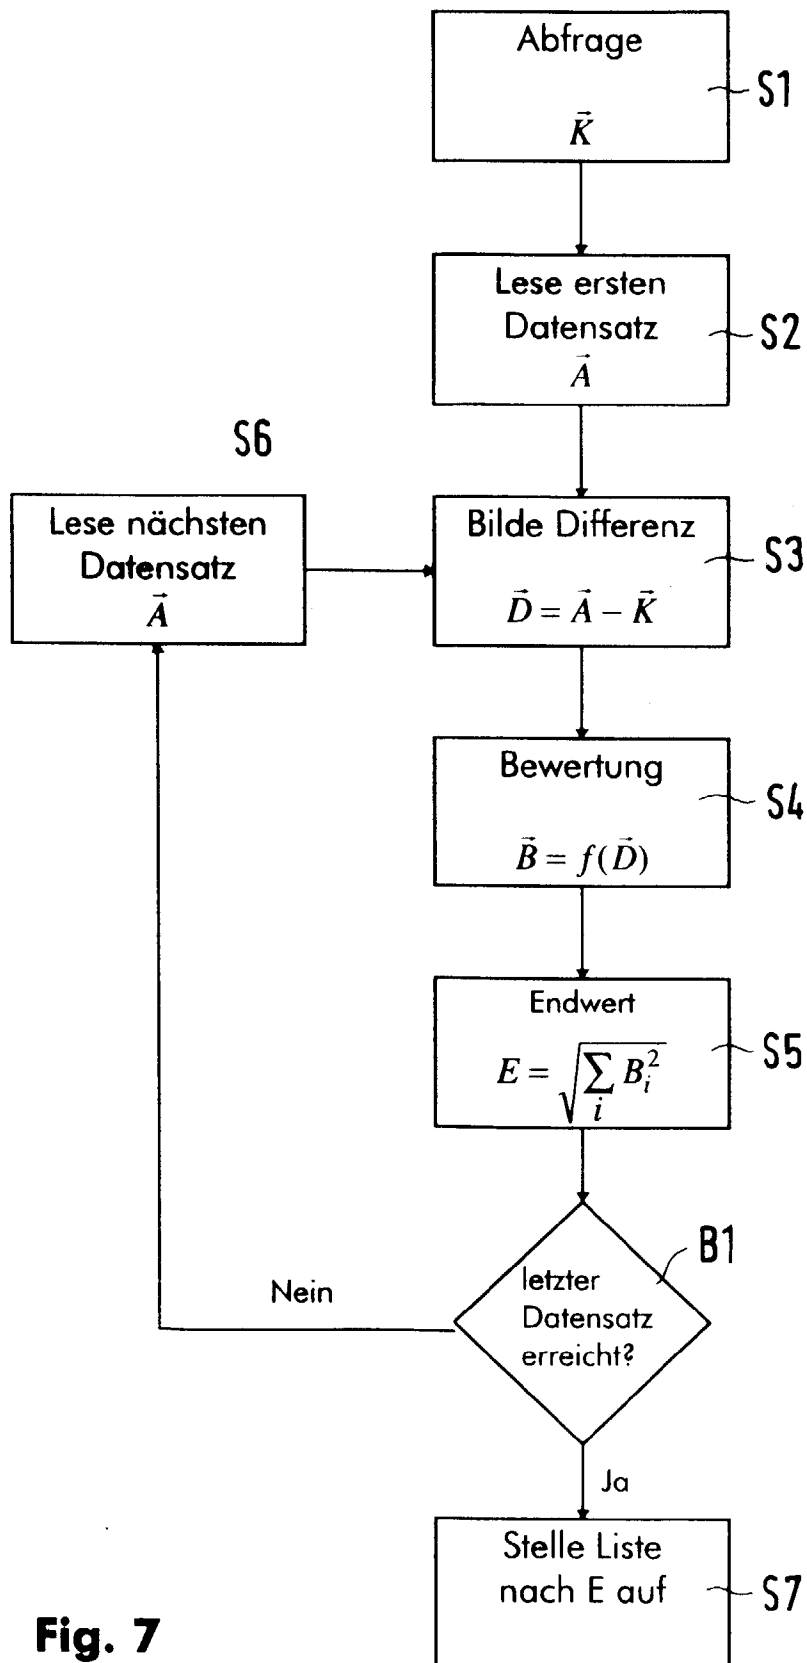 Abfrage
S1
K⃗
Lese ersten
Datensatz
S2
A⃗
S6
Lese nächsten
Datensatz
A⃗
Bilde Differenz
S3
D⃗ = A⃗ − K⃗
Bewertung
S4
B⃗ = f(D⃗)
Endwert
S5
E = √∑ᵢ Bᵢ²
B1
letzter
Datensatz
erreicht?
Nein
Ja
Stelle Liste
nach E auf
S7
Fig. 7